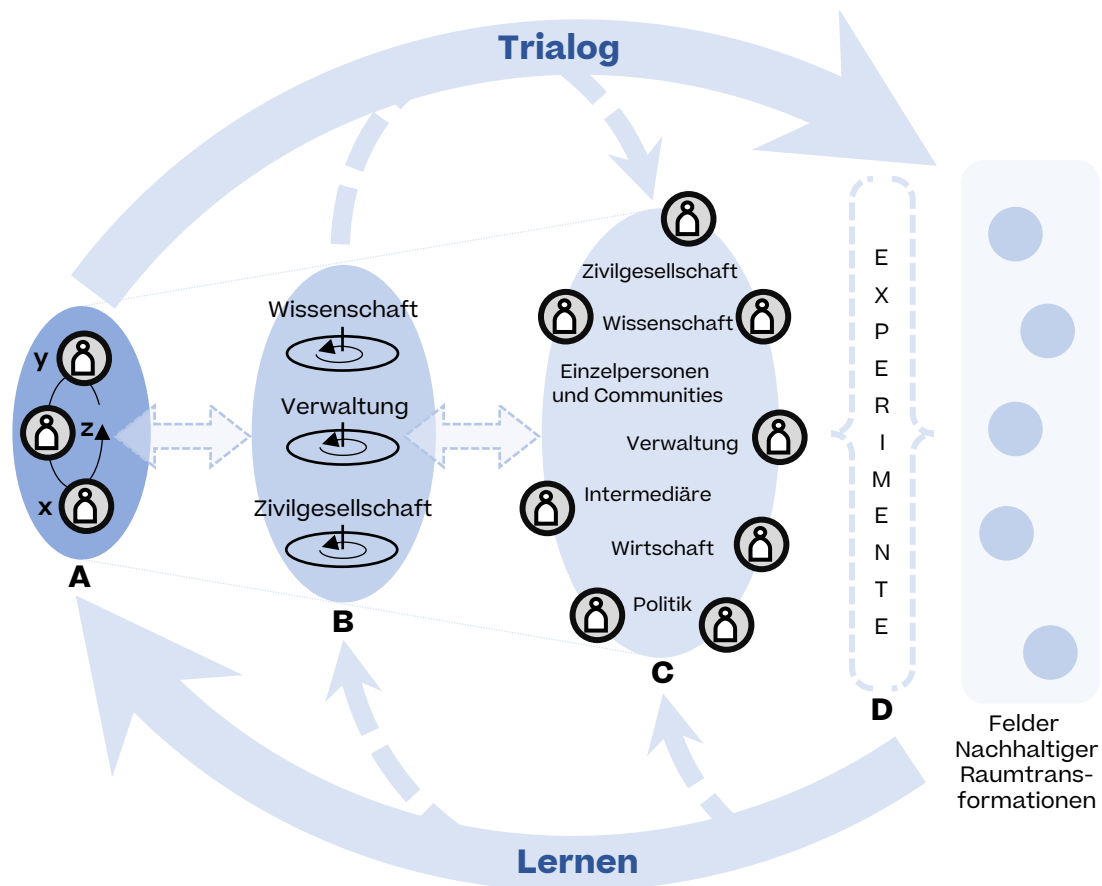 Trialog
y
z
x
A
Wissenschaft
Verwaltung
Zivilgesellschaft
B
Zivilgesellschaft
Wissenschaft
Einzelpersonen
und Communities
Verwaltung
Intermediäre
Wirtschaft
Politik
C
E
X
P
E
R
I
M
E
N
T
E
D
Felder
Nachhaltiger
Raumtrans-
formationen
Lernen